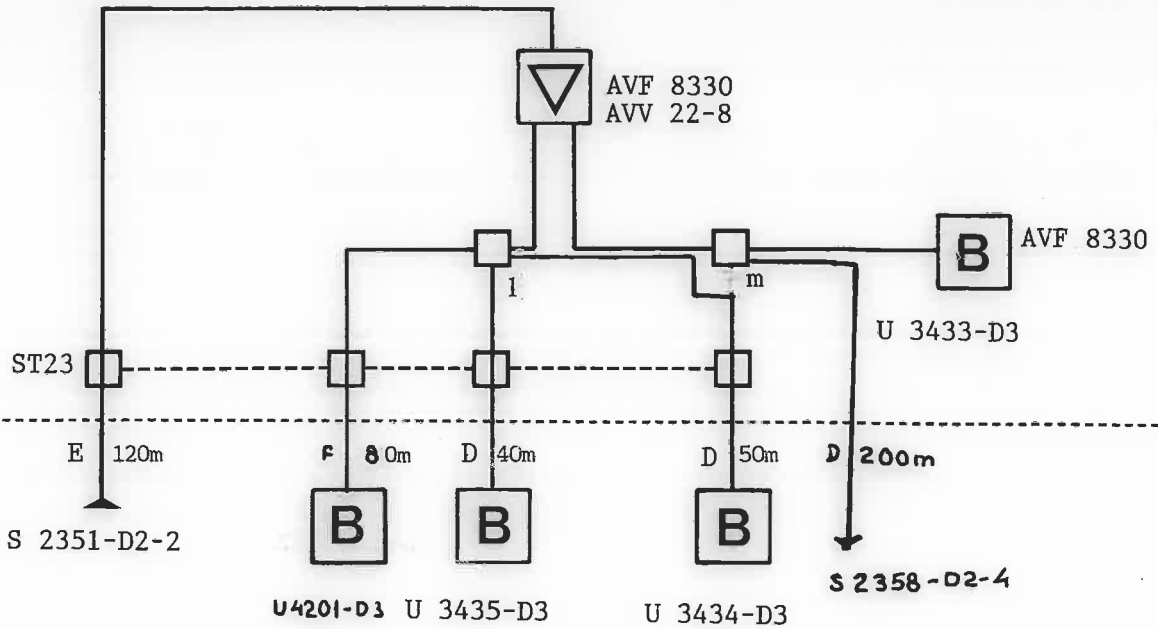 AVF 8330
AVV 22-8
B
AVF 8330
l
m
U 3433-D3
ST23
E 120m
F 80m
D 40m
D 50m
D 200m
B
B
B
S 2351-D2-2
U4201-D3
U 3435-D3
U 3434-D3
S 2358-D2-4